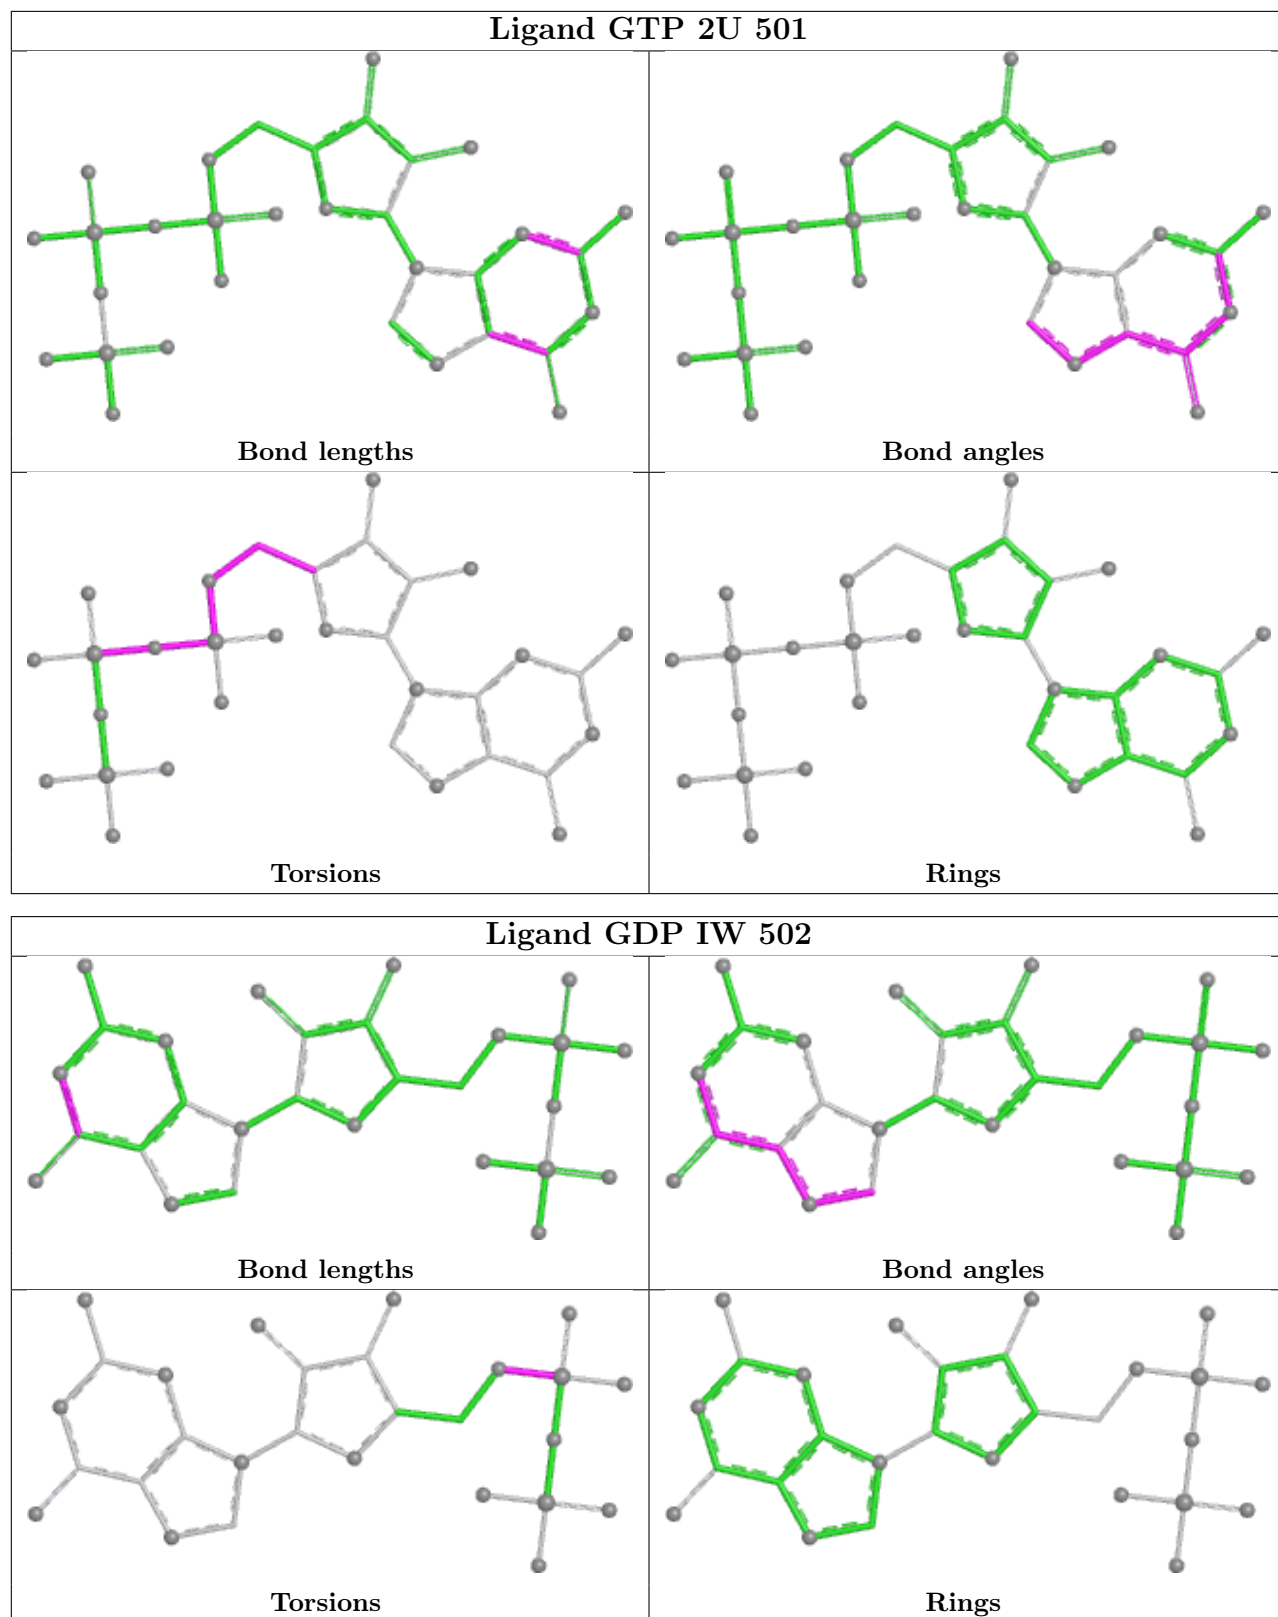 Ligand GTP 2U 501
Bond lengths
Bond angles
Torsions
Rings
Ligand GDP IW 502
Bond lengths
Bond angles
Torsions
Rings